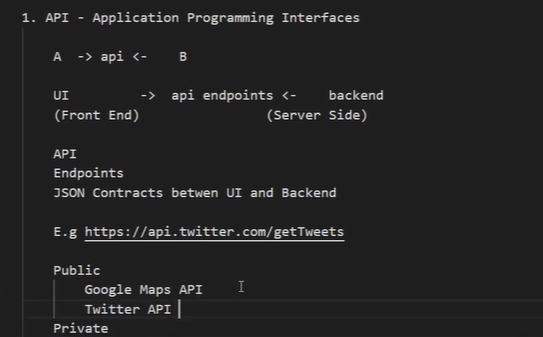 1. API - Application Programming Interfaces
A -> api <- B
UI -> api endpoints <- backend
(Front End) (Server Side)
API
Endpoints
JSON Contracts betwen UI and Backend
E.g https://api.twitter.com/getTweets
Public
Google Maps API
Twitter API
Private